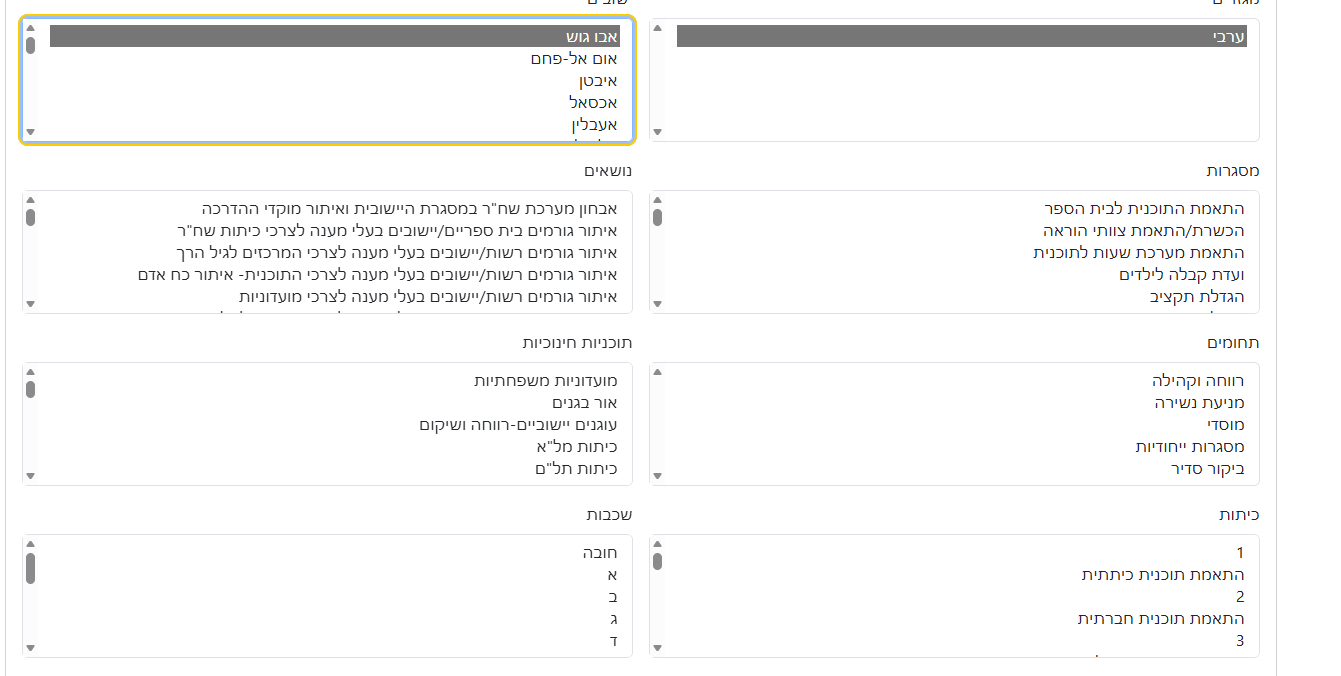 מגזרים
ערבי
ישובים
אבו גוש
אום אל-פחם
איבטן
אכסאל
אעבלין
מסגרות
התאמת התוכנית לבית הספר
הכשרת/התאמת צוותי הוראה
התאמת מערכת שעות לתוכנית
ועדת קבלה לילדים
הגדלת תקציב
נושאים
אבחון מערכת שח"ר במסגרת היישובית ואיתור מוקדי ההדרכה
איתור גורמים בית ספריים/יישובים בעלי מענה לצרכי כיתות שח"ר
איתור גורמים רשות/יישובים בעלי מענה לצרכי המרכזים לגיל הרך
איתור גורמים רשות/יישובים בעלי מענה לצרכי התוכנית- איתור כח אדם
איתור גורמים רשות/יישובים בעלי מענה לצרכי מועדוניות
תחומים
רווחה וקהילה
מניעת נשירה
מוסדי
מסגרות ייחודיות
ביקור סדיר
תוכניות חינוכיות
מועדוניות משפחתיות
אור בגנים
עוגנים יישוביים-רווחה ושיקום
כיתות מל"א
כיתות תל"ם
כיתות
1
התאמת תוכנית כיתתית
2
התאמת תוכנית חברתית
3
שכבות
חובה
א
ב
ג
ד